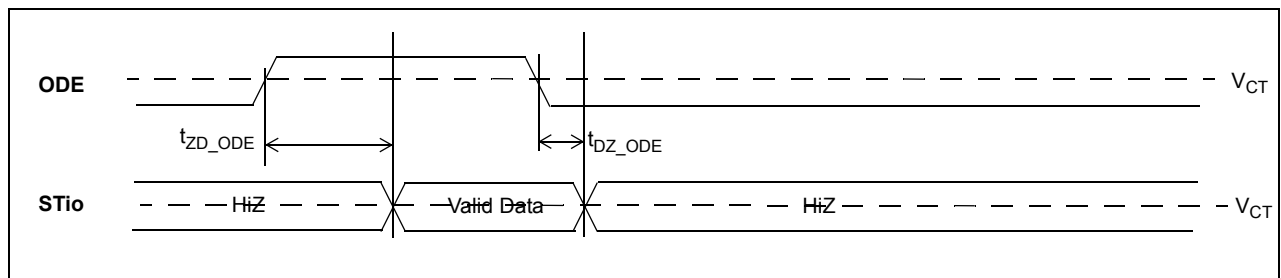 ODE
V_CT
t_ZD_ODE
t_DZ_ODE
STio
HiZ
Valid Data
HiZ
V_CT